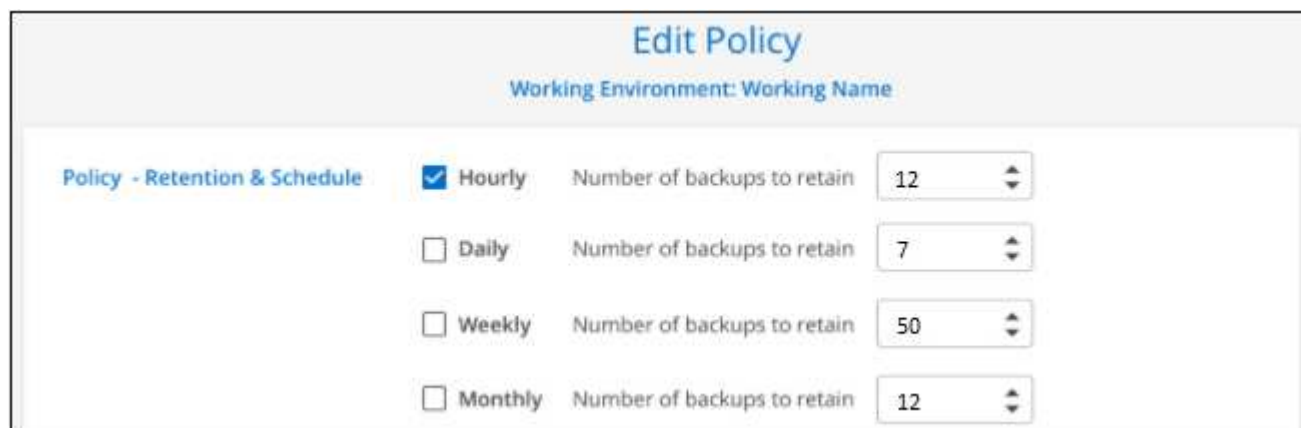 Edit Policy
Working Environment: Working Name
Policy - Retention & Schedule Hourly Number of backups to retain 12
Daily Number of backups to retain 7
Weekly Number of backups to retain 50
Monthly Number of backups to retain 12